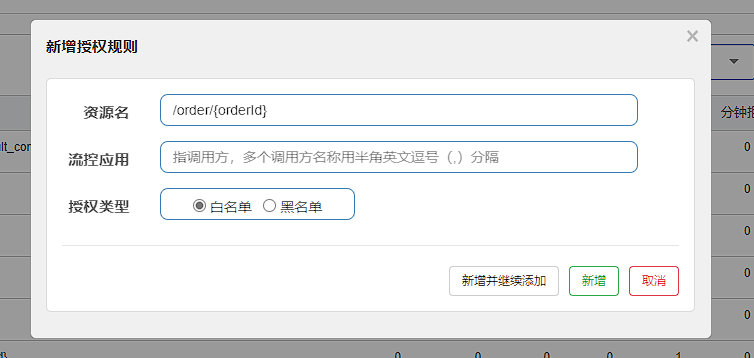 新增授权规则
×
分钟
资源名
/order/{orderId}
ult_con
0
流控应用
指调用方，多个调用方名称用半角英文逗号（,）分隔
0
授权类型
白名单 黑名单
0
0
新增并继续添加
新增
取消
0
0 0 0 0 1 0